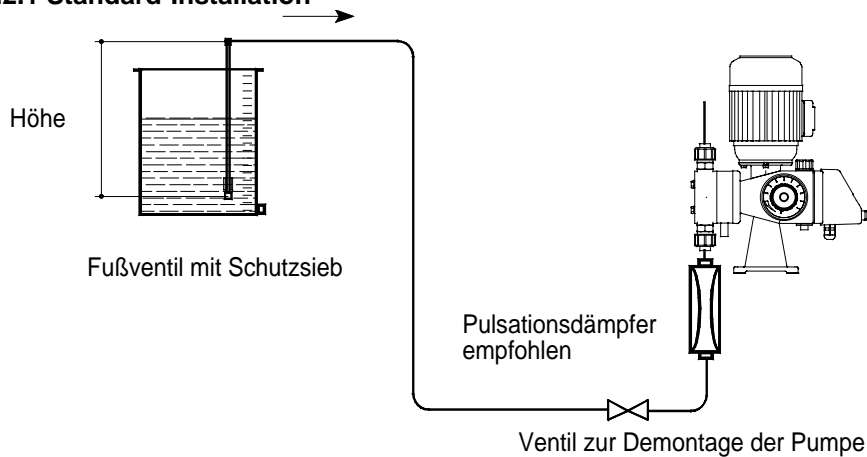 Standard-Installation
Höhe
Fußventil mit Schutzsieb
Pulsationsdämpfer
empfohlen
Ventil zur Demontage der Pumpe